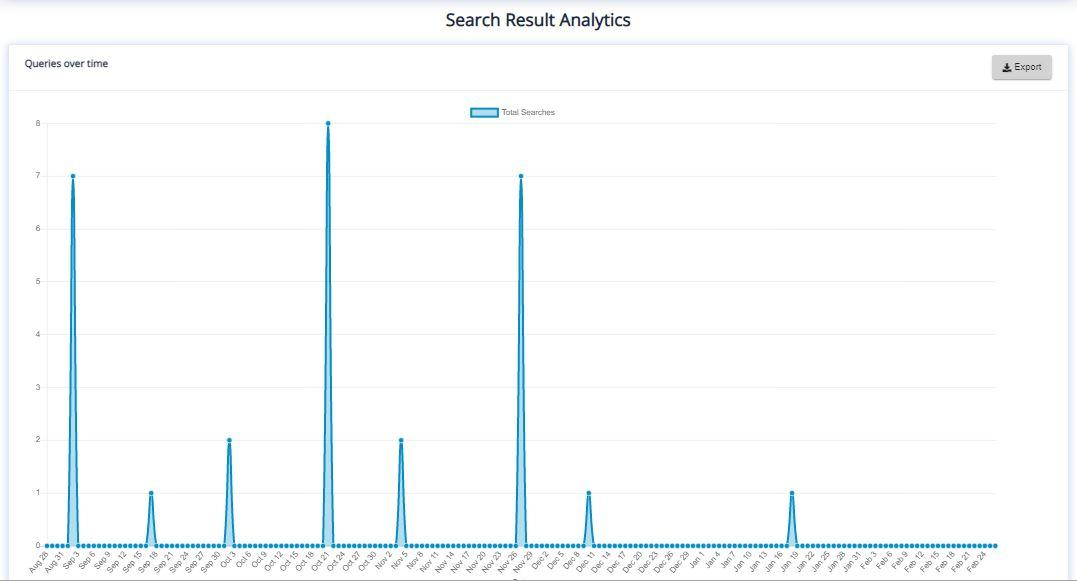 Search Result Analytics
Queries over time
Export
Total Searches
8
7
6
5
4
3
2
1
0
Aug 28 Aug 31 Sep 3 Sep 6 Sep 9 Sep 12 Sep 15 Sep 18 Sep 21 Sep 24 Sep 27 Sep 30 Oct 3 Oct 6 Oct 9 Oct 12 Oct 15 Oct 18 Oct 21 Oct 24 Oct 27 Oct 30 Nov 2 Nov 5 Nov 8 Nov 11 Nov 14 Nov 17 Nov 20 Nov 23 Nov 26 Nov 29 Dec 2 Dec 5 Dec 8 Dec 11 Dec 14 Dec 17 Dec 20 Dec 23 Dec 26 Dec 29 Jan 1 Jan 4 Jan 7 Jan 10 Jan 13 Jan 16 Jan 19 Jan 22 Jan 25 Jan 28 Jan 31 Feb 3 Feb 6 Feb 9 Feb 12 Feb 15 Feb 18 Feb 21 Feb 24